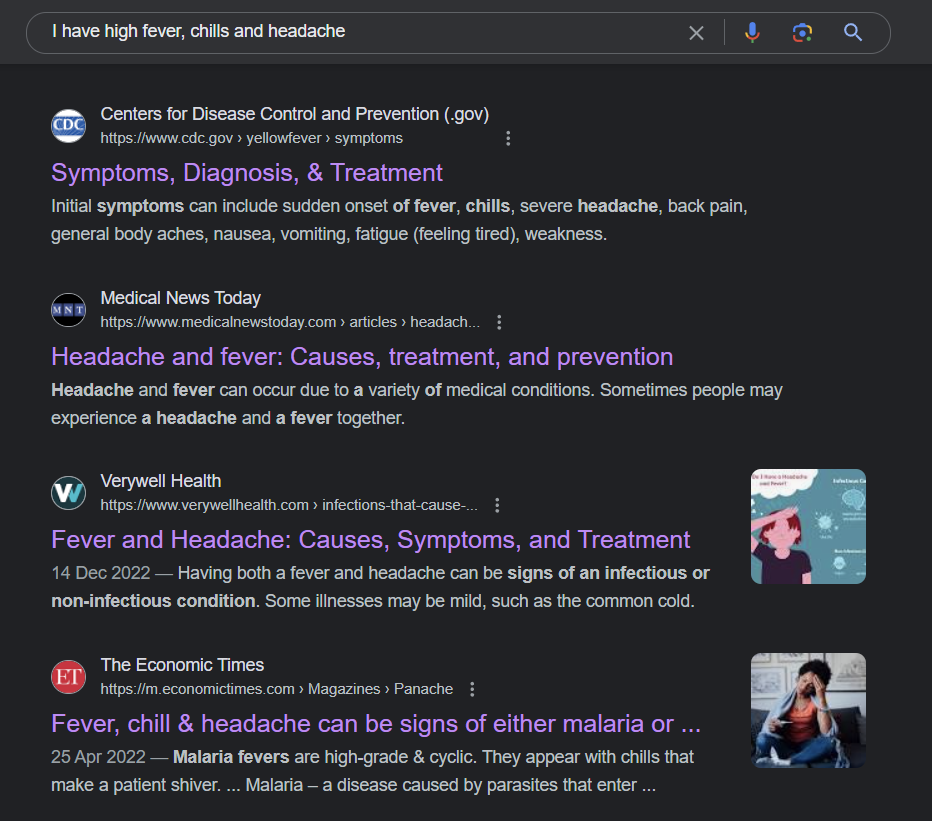 I have high fever, chills and headache
CDC
Centers for Disease Control and Prevention (.gov)
https://www.cdc.gov › yellowfever › symptoms
Symptoms, Diagnosis, & Treatment
Initial symptoms can include sudden onset of fever, chills, severe headache, back pain,
general body aches, nausea, vomiting, fatigue (feeling tired), weakness.
MNT
Medical News Today
https://www.medicalnewstoday.com › articles › headach...
Headache and fever: Causes, treatment, and prevention
Headache and fever can occur due to a variety of medical conditions. Sometimes people may
experience a headache and a fever together.
Verywell Health
https://www.verywellhealth.com › infections-that-cause-...
Fever and Headache: Causes, Symptoms, and Treatment
14 Dec 2022 — Having both a fever and headache can be signs of an infectious or
non-infectious condition. Some illnesses may be mild, such as the common cold.
I Have a Headache
and Fever?
Infectious
ET
The Economic Times
https://m.economictimes.com › Magazines › Panache
Fever, chill & headache can be signs of either malaria or ...
25 Apr 2022 — Malaria fevers are high-grade & cyclic. They appear with chills that
make a patient shiver. ... Malaria – a disease caused by parasites that enter ...